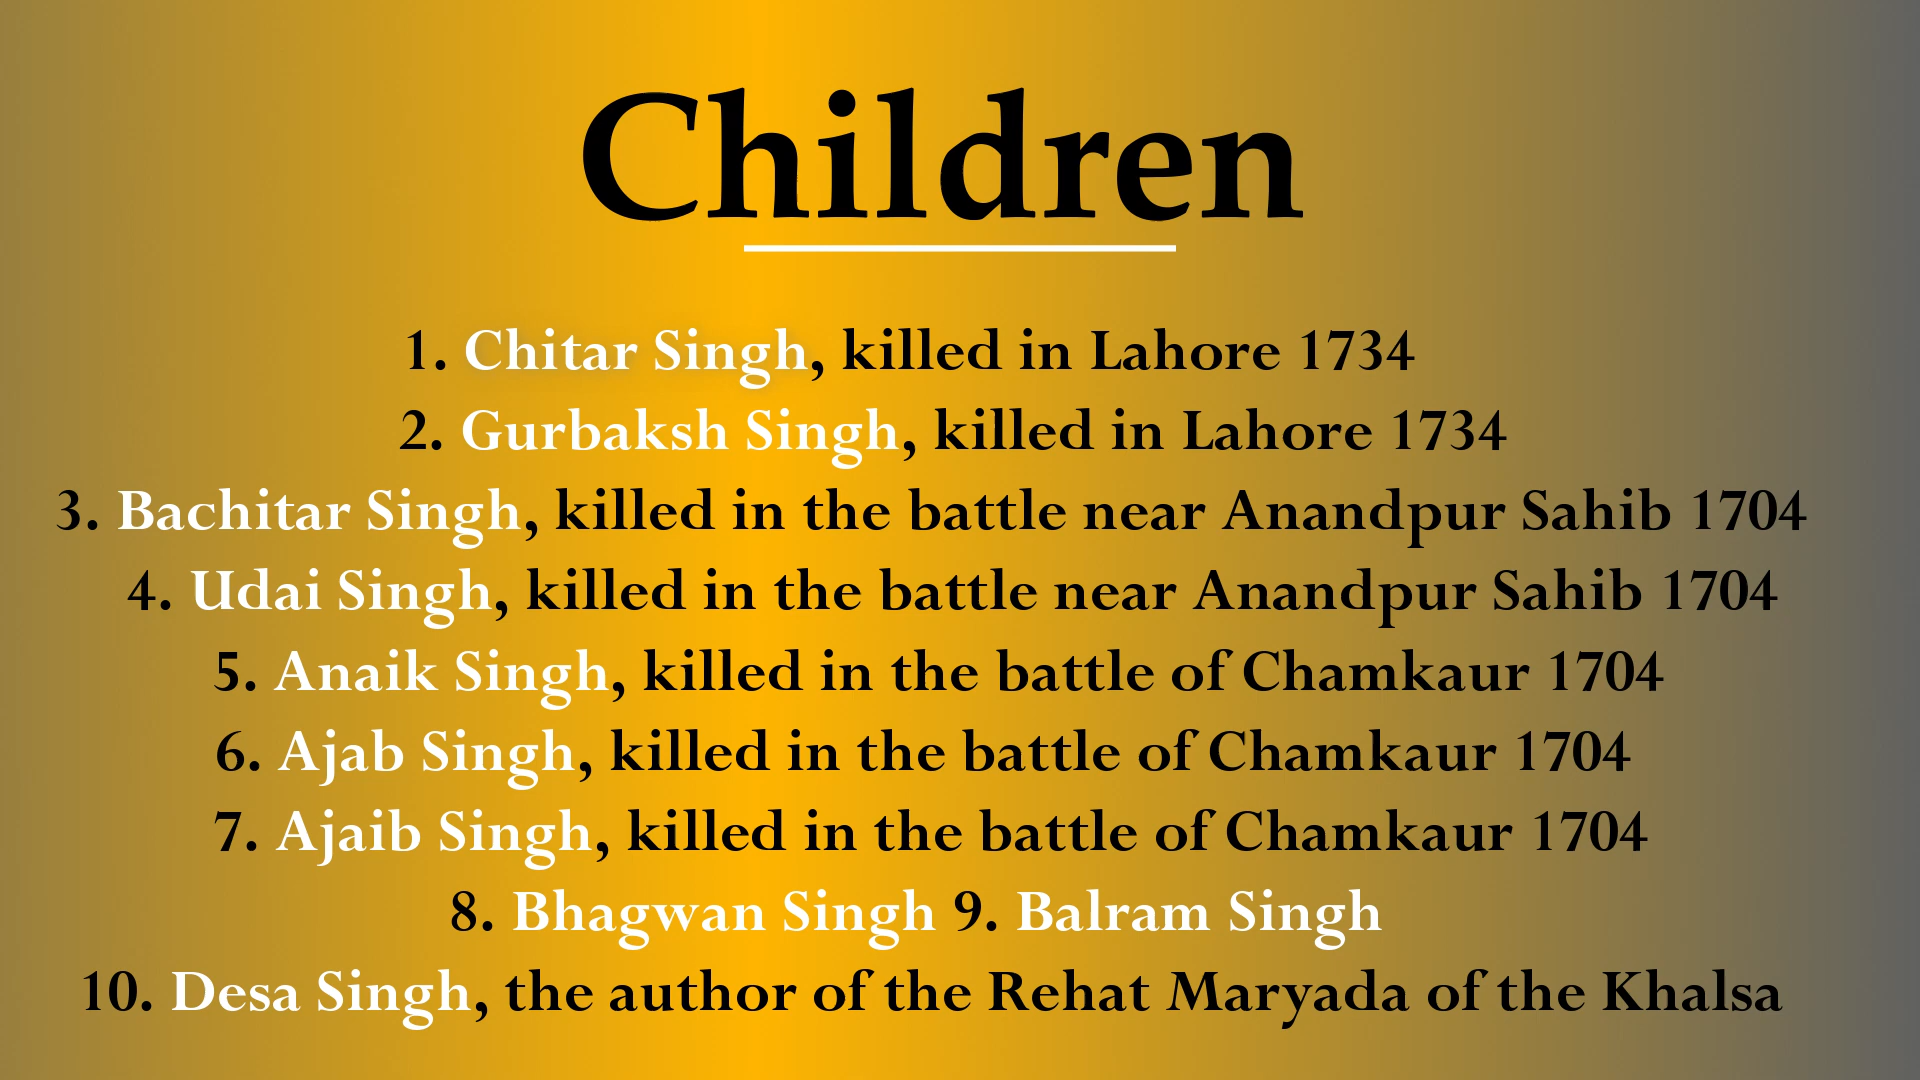 Children
1. Chitar Singh, killed in Lahore 1734
2. Gurbaksh Singh, killed in Lahore 1734
3. Bachitar Singh, killed in the battle near Anandpur Sahib 1704
4. Udai Singh, killed in the battle near Anandpur Sahib 1704
5. Anaik Singh, killed in the battle of Chamkaur 1704
6. Ajab Singh, killed in the battle of Chamkaur 1704
7. Ajaib Singh, killed in the battle of Chamkaur 1704
8. Bhagwan Singh 9. Balram Singh
10. Desa Singh, the author of the Rehat Maryada of the Khalsa